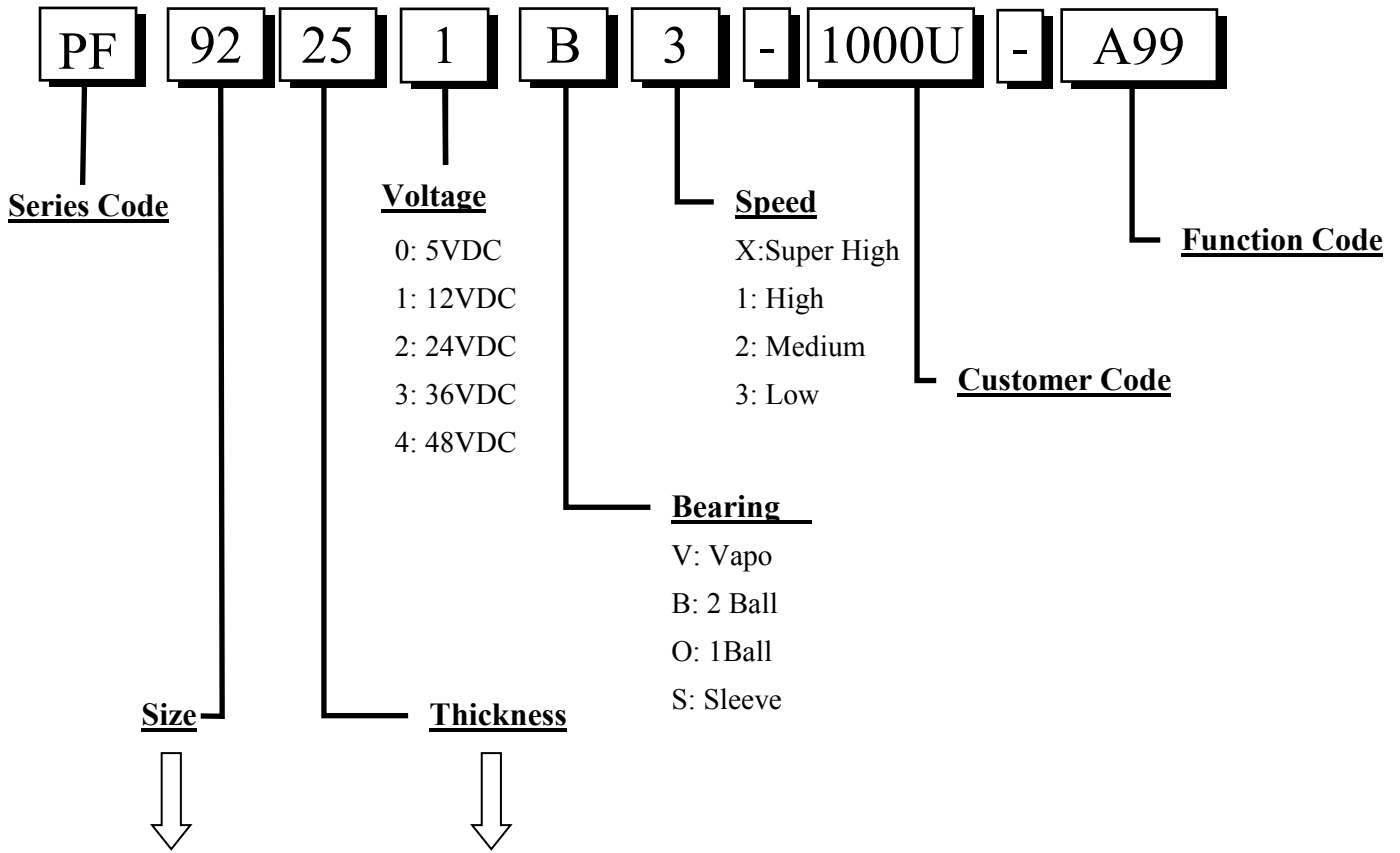 PF 92 25 1 B 3 - 1000U - A99
Series Code
Voltage
0: 5VDC
1: 12VDC
2: 24VDC
3: 36VDC
4: 48VDC
Speed
X:Super High
1: High
2: Medium
3: Low
Function Code
Customer Code
Bearing
V: Vapo
B: 2 Ball
O: 1Ball
S: Sleeve
Size
Thickness